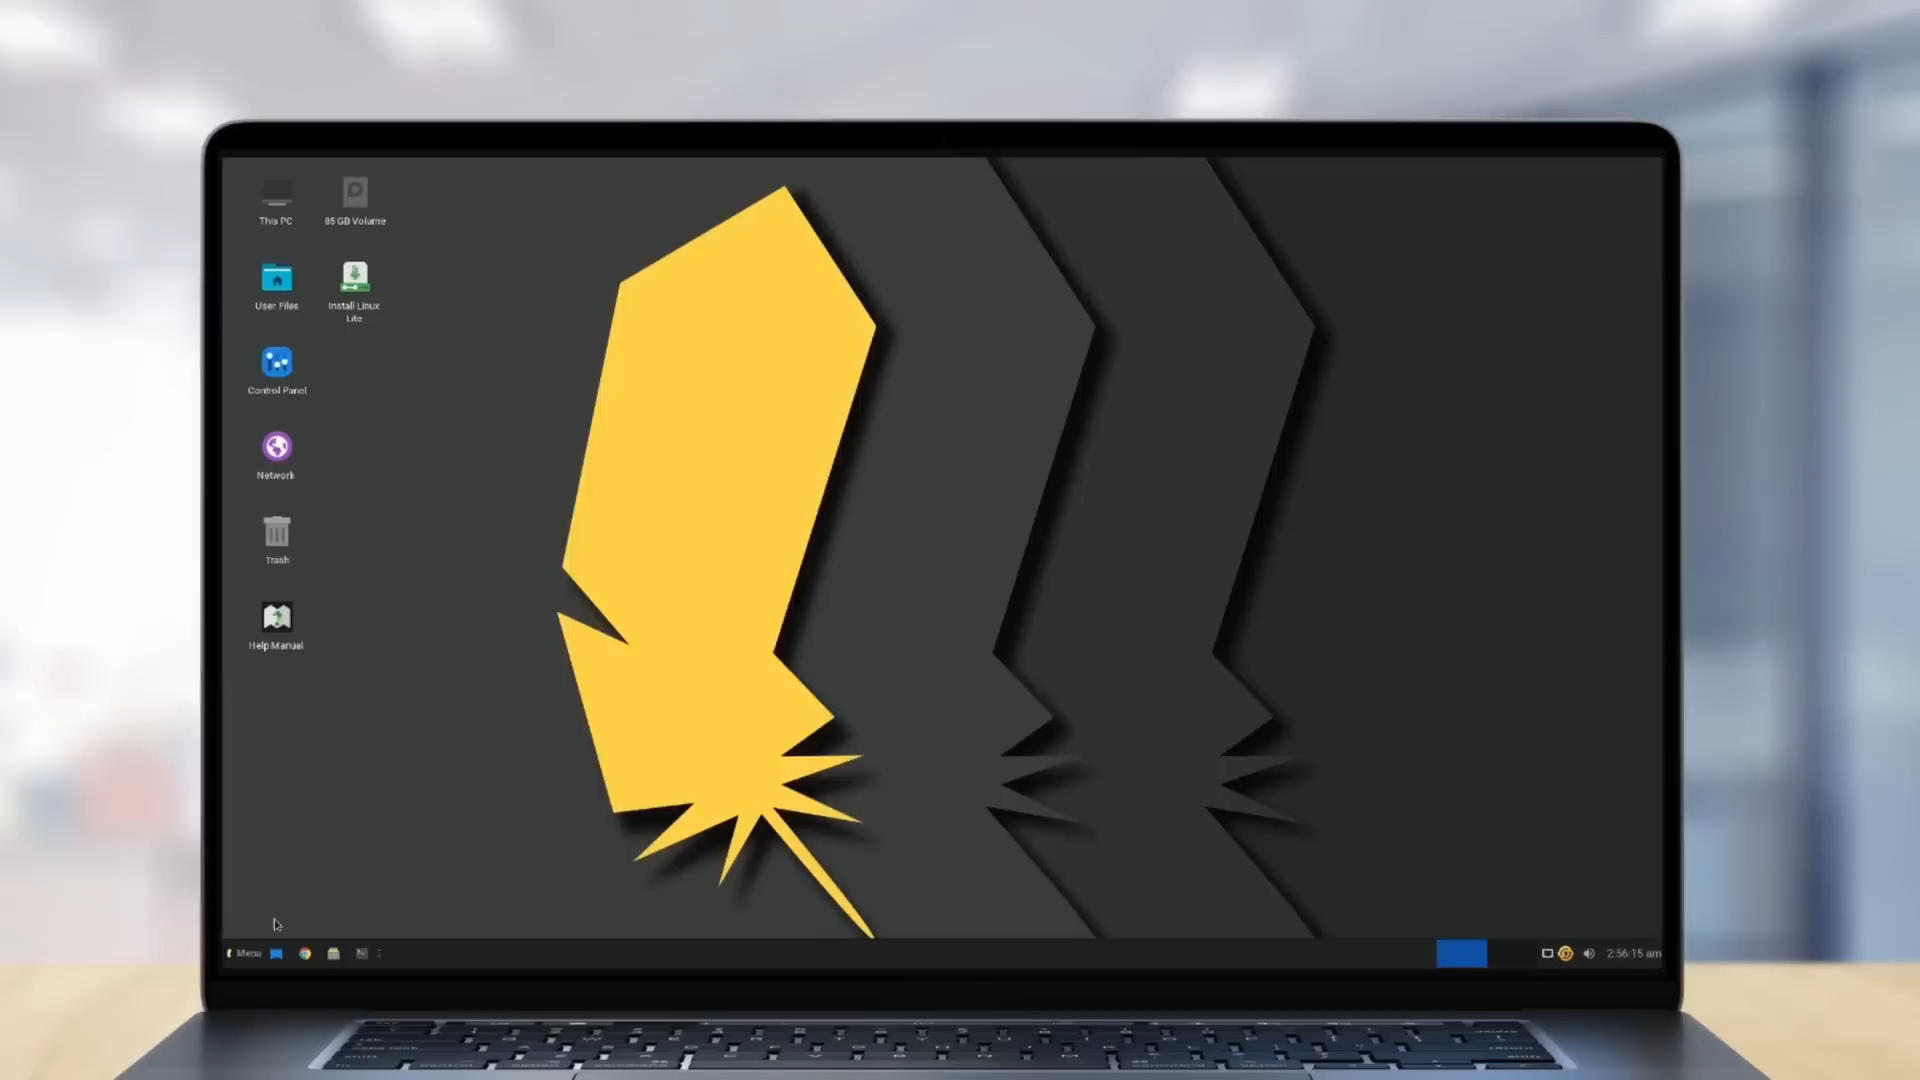 This PC
85 GB Volume
User Files
Install Linux
Lite
Control Panel
Network
Trash
Help Manual
Menu
2:56:15 am